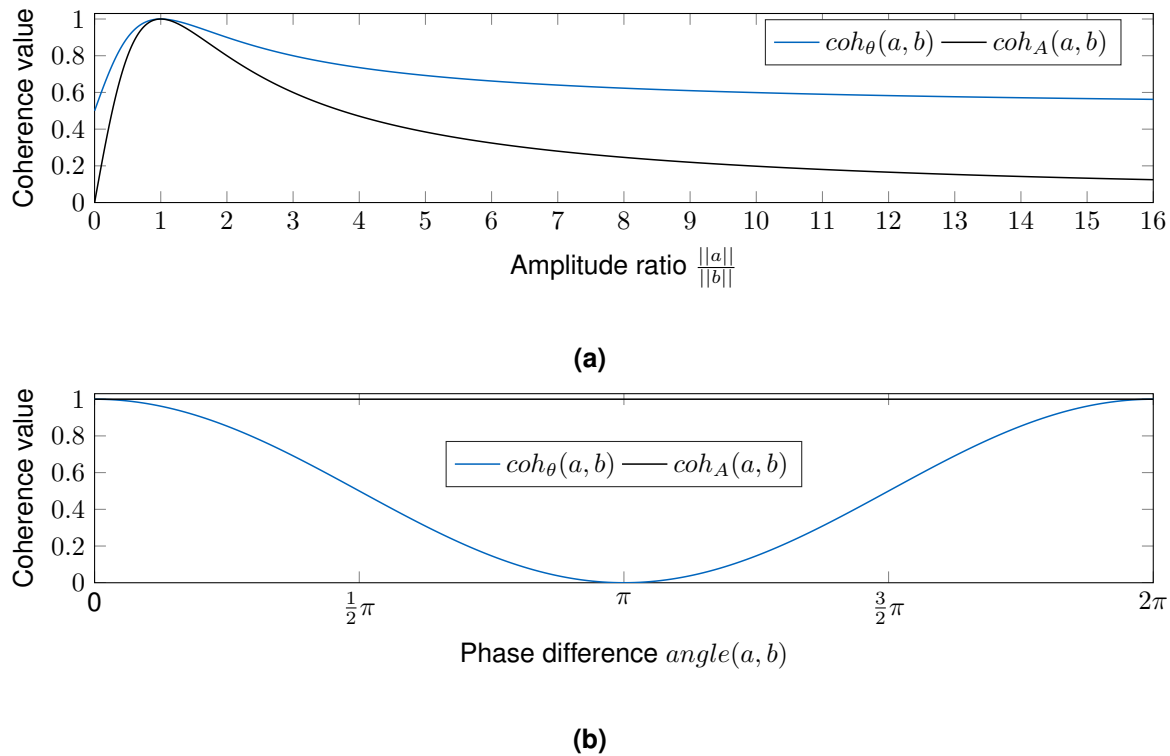 1
0.8
0.6
0.4
0.2
0
Coherence value
coh_θ(a, b) coh_A(a, b)
0 1 2 3 4 5 6 7 8 9 10 11 12 13 14 15 16
Amplitude ratio ||a||/||b||
(a)
1
0.8
0.6
0.4
0.2
0
Coherence value
coh_θ(a, b) coh_A(a, b)
0 1/2π π 3/2π 2π
Phase difference angle(a, b)
(b)